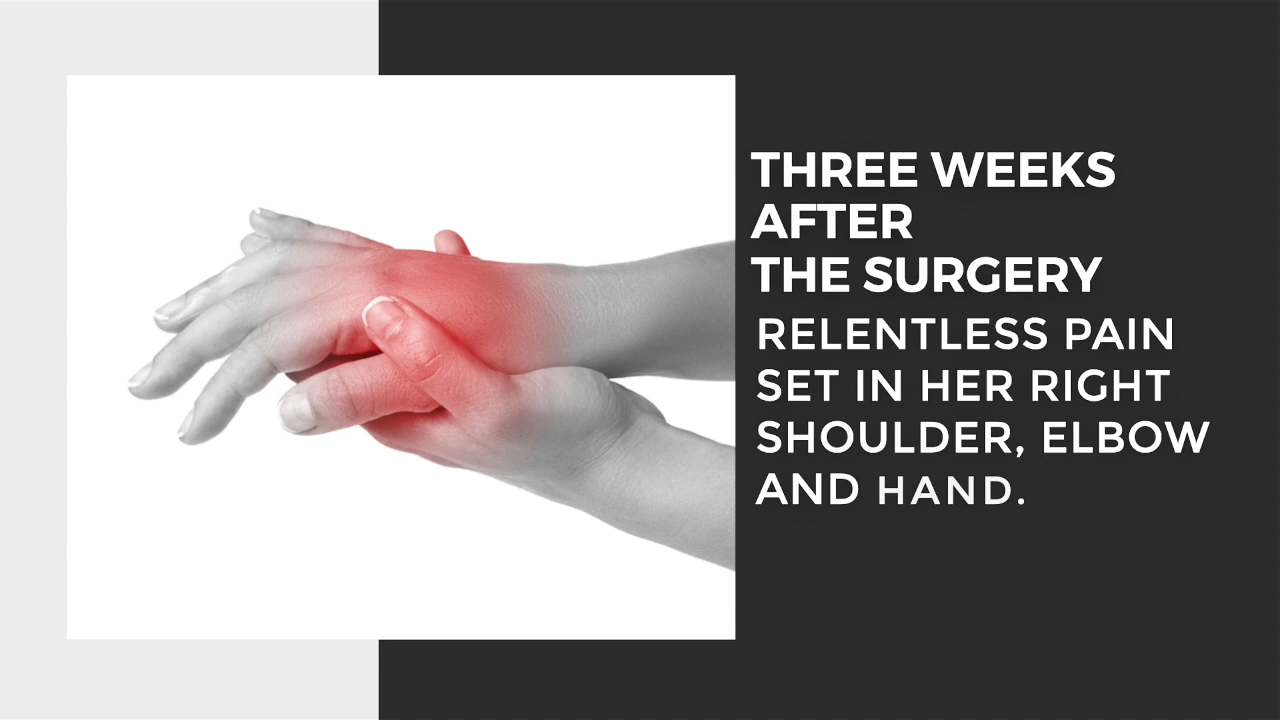 THREE WEEKS
AFTER
THE SURGERY
RELENTLESS PAIN
SET IN HER RIGHT
SHOULDER, ELBOW
AND HAND.